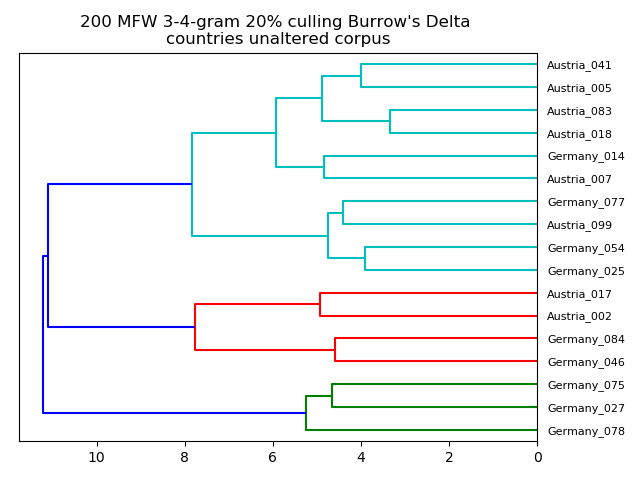 200 MFW 3-4-gram 20% culling Burrow's Delta
countries unaltered corpus
Austria_041
Austria_005
Austria_083
Austria_018
Germany_014
Austria_007
Germany_077
Austria_099
Germany_054
Germany_025
Austria_017
Austria_002
Germany_084
Germany_046
Germany_075
Germany_027
Germany_078
10 8 6 4 2 0